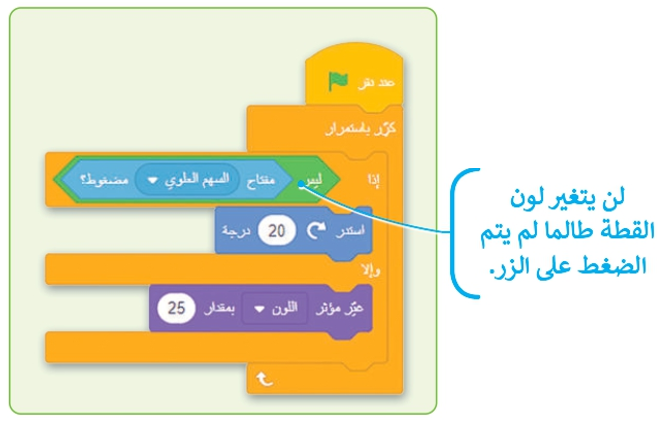 عند نقر
كرّر باستمرار
إذا ليس مفتاح السهم العلوي مضغوط؟
استدر 20 درجة
وإلا
غيّر مؤثر اللون بمقدار 25
لن يتغير لون
القطة طالما لم يتم
الضغط على الزر.